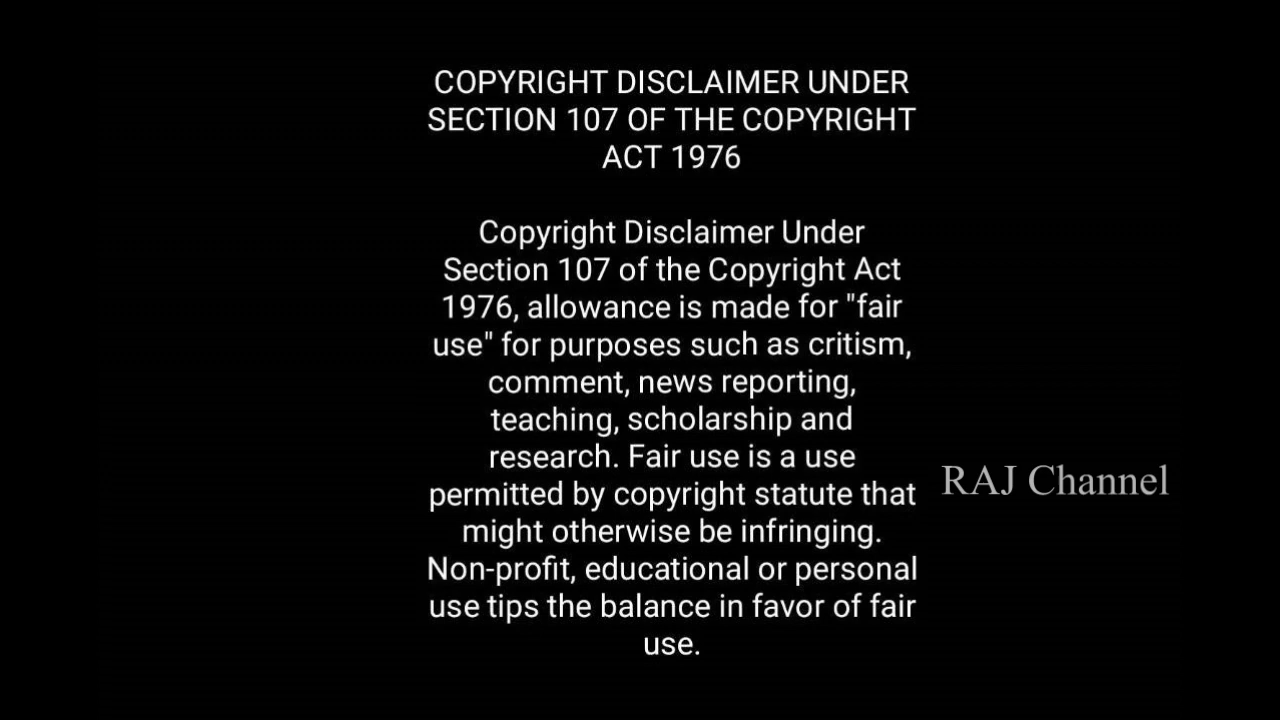 COPYRIGHT DISCLAIMER UNDER
SECTION 107 OF THE COPYRIGHT
ACT 1976
Copyright Disclaimer Under
Section 107 of the Copyright Act
1976, allowance is made for "fair
use" for purposes such as critism,
comment, news reporting,
teaching, scholarship and
research. Fair use is a use
permitted by copyright statute that
might otherwise be infringing.
Non-profit, educational or personal
use tips the balance in favor of fair
use.
RAJ Channel